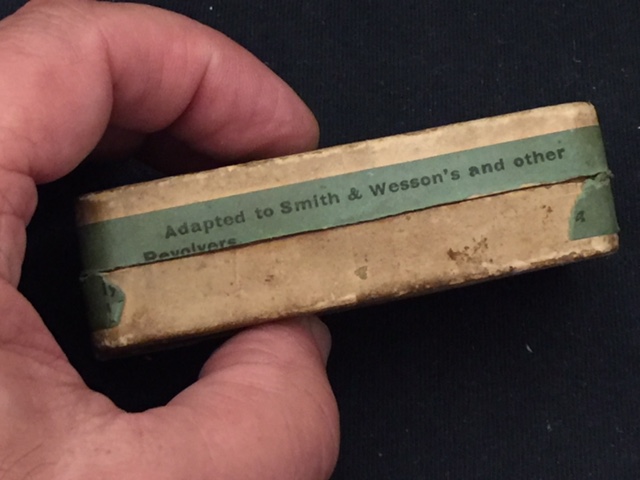 Adapted to Smith & Wesson's and other
Revolvers